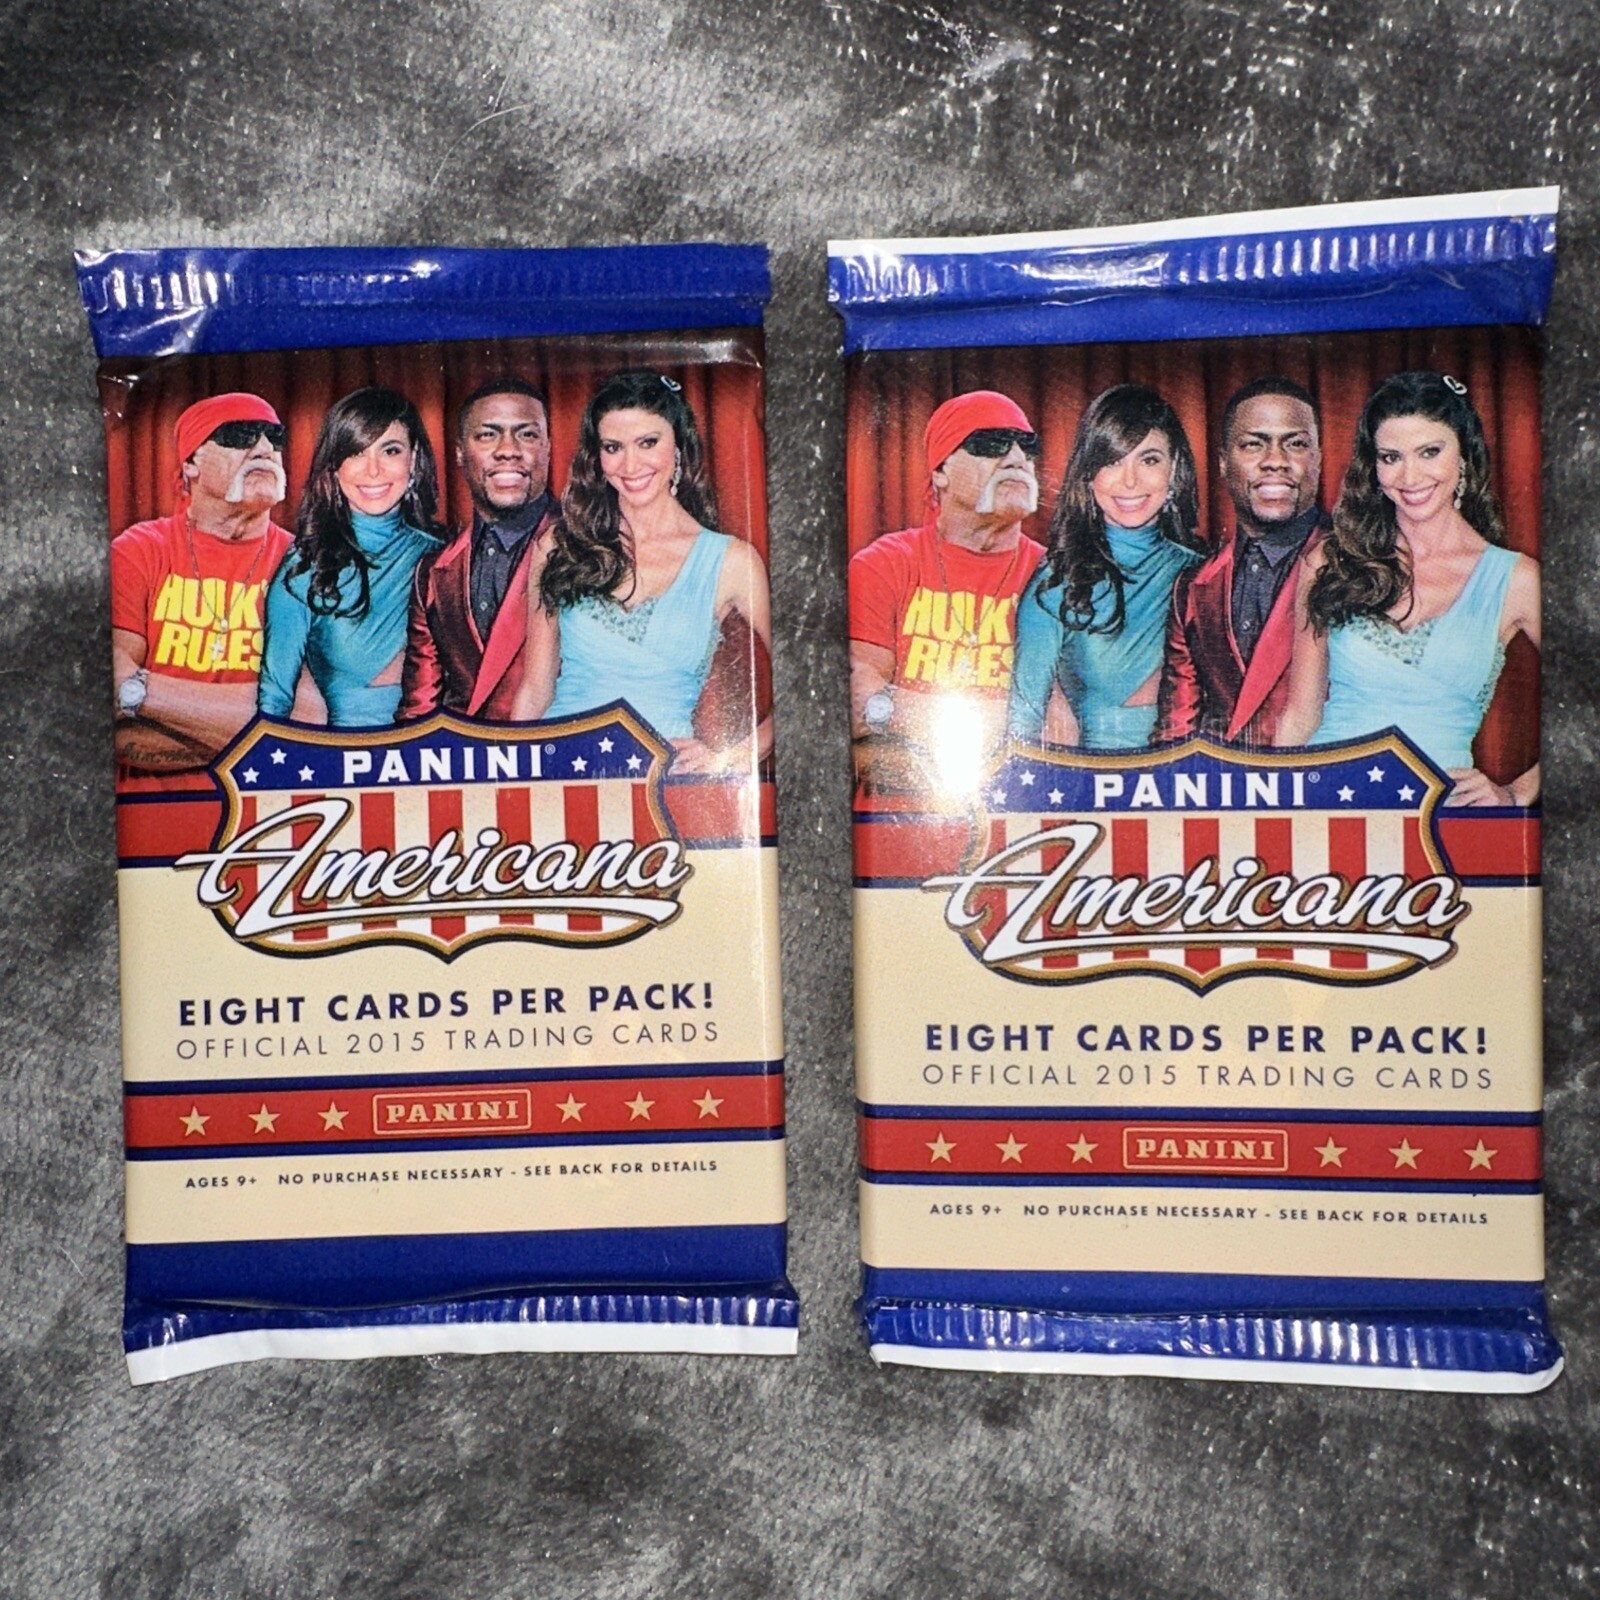 HULK
RULES
PANINI®
Americana
EIGHT CARDS PER PACK!
OFFICIAL 2015 TRADING CARDS
PANINI
AGES 9+ NO PURCHASE NECESSARY - SEE BACK FOR DETAILS
HULK
RULES
PANINI®
Americana
EIGHT CARDS PER PACK!
OFFICIAL 2015 TRADING CARDS
PANINI
AGES 9+ NO PURCHASE NECESSARY - SEE BACK FOR DETAILS